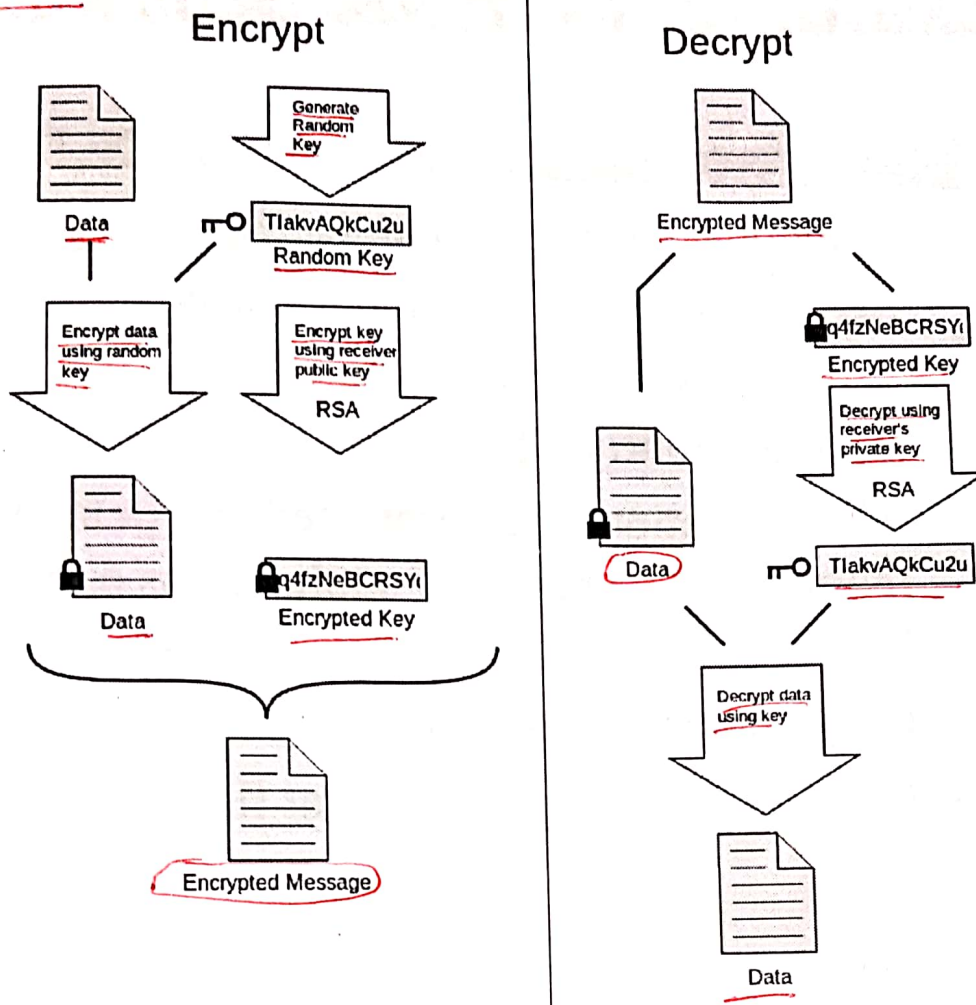 Encrypt
Data
Generate
Random
Key
TIakvAQkCu2u
Random Key
Encrypt data
using random
key
Encrypt key
using receiver
public key
RSA
Data
q4fzNeBCRSY
Encrypted Key
Encrypted Message
Decrypt
Encrypted Message
q4fzNeBCRSY
Encrypted Key
Decrypt using
receiver's
private key
RSA
Data
TIakvAQkCu2u
Decrypt data
using key
Data